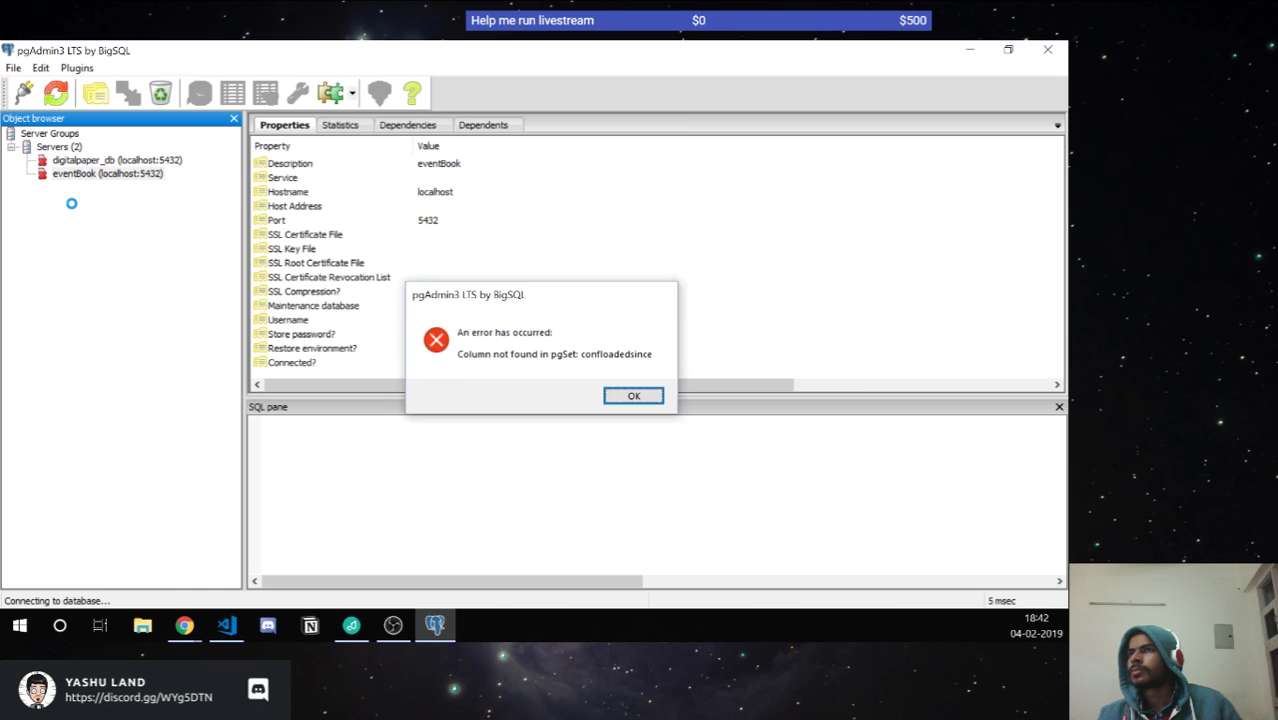 Help me run livestream $0 $500
pgAdmin3 LTS by BigSQL
File Edit Plugins
Object browser
Server Groups
Servers (2)
digitalpaper_db (localhost:5432)
eventBook (localhost:5432)
Properties Statistics Dependencies Dependents
Property Value
Description eventBook
Service
Hostname localhost
Host Address
Port 5432
SSL Certificate File
SSL Key File
SSL Root Certificate File
SSL Certificate Revocation List
SSL Compression?
Maintenance database
Username
Store password?
Restore environment?
Connected?
pgAdmin3 LTS by BigSQL
An error has occurred:
Column not found in pgSet: confloadedsince
OK
SQL pane
Connecting to database... 5 msec
18:42
04-02-2019
YASHU LAND
https://discord.gg/WYg5DTN